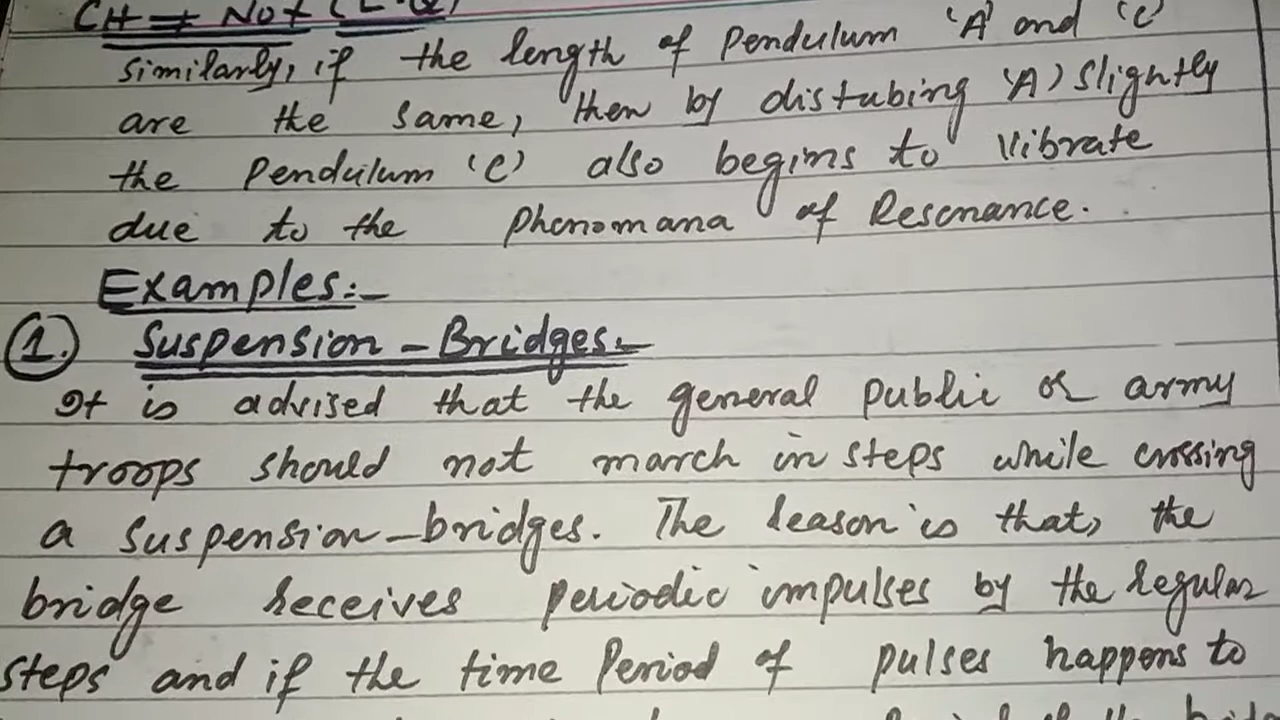 CH ≠ Not (L.Q)
similarly, if the length of Pendulum 'A' and 'C'
are the same, then by distubing 'A) slightly
the Pendulum 'C) also begins to vibrate
due to the Phenomana of Resonance.
Examples:-
1. Suspension - Bridges:-
It is advised that the general public or army
troops should not march in steps while crossing
a suspension-bridges. The reason is that, the
bridge receives periodic impulses by the regular
steps and if the time Period of pulses happens to